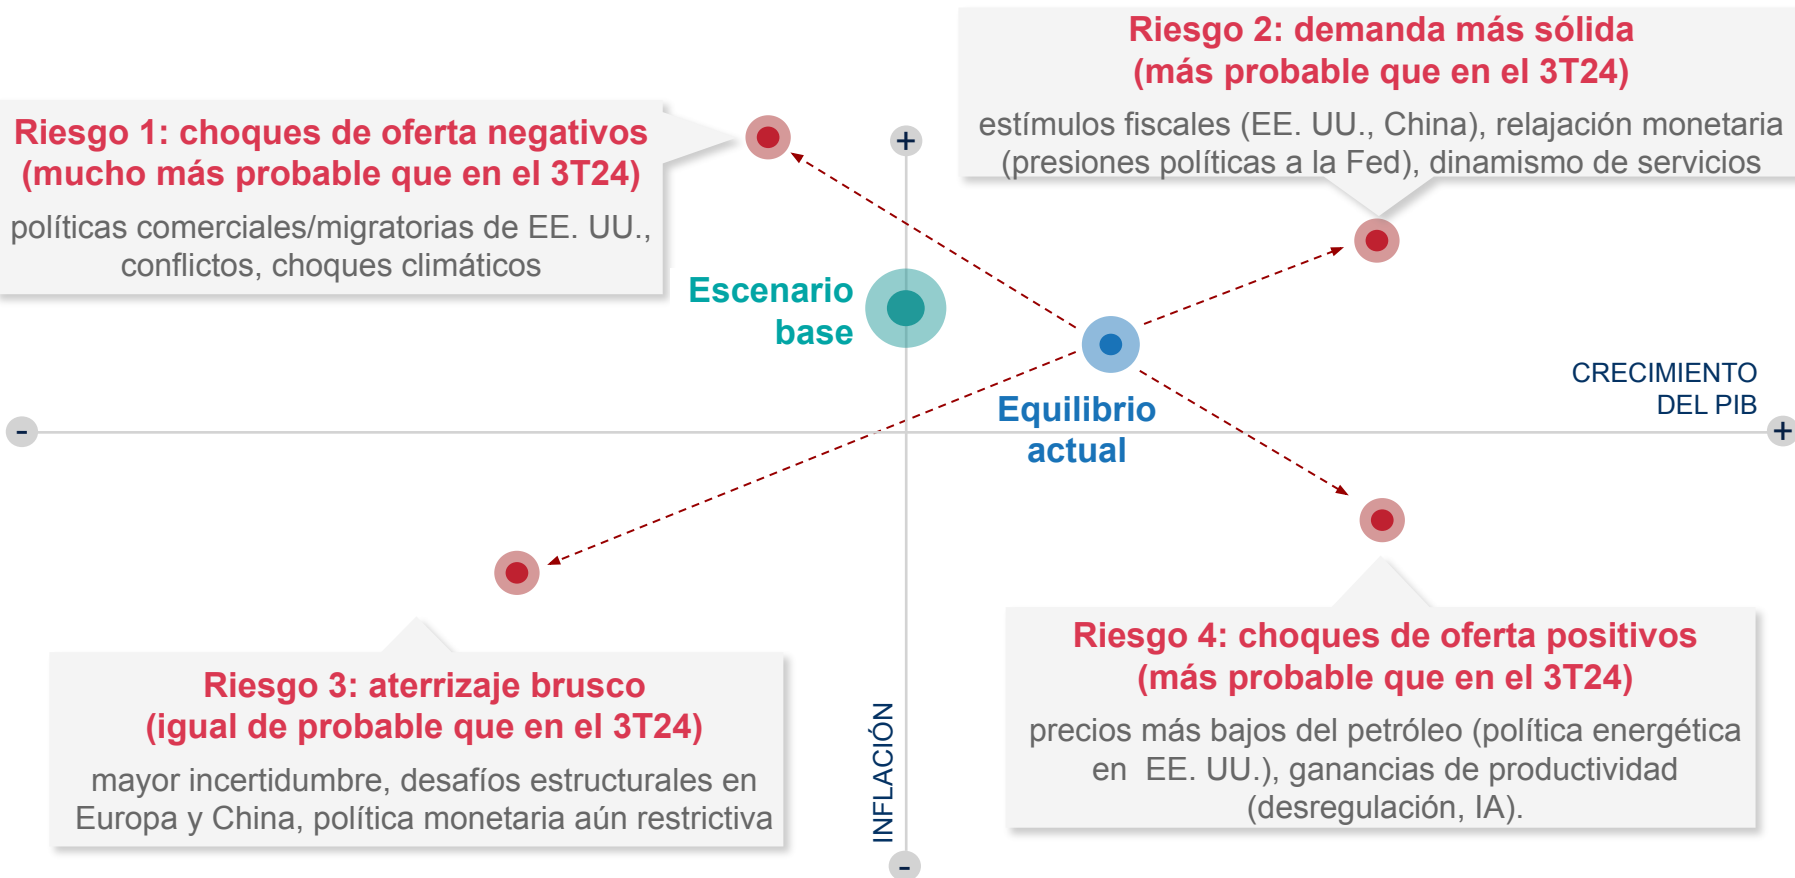 Riesgo 1: choques de oferta negativos
(mucho más probable que en el 3T24)
políticas comerciales/migratorias de EE. UU.,
conflictos, choques climáticos
Riesgo 2: demanda más sólida
(más probable que en el 3T24)
estímulos fiscales (EE. UU., China), relajación monetaria
(presiones políticas a la Fed), dinamismo de servicios
+
Escenario
base
Equilibrio
actual
CRECIMIENTO
DEL PIB
-
+
Riesgo 3: aterrizaje brusco
(igual de probable que en el 3T24)
mayor incertidumbre, desafíos estructurales en
Europa y China, política monetaria aún restrictiva
INFLACIÓN
-
Riesgo 4: choques de oferta positivos
(más probable que en el 3T24)
precios más bajos del petróleo (política energética
en  EE. UU.), ganancias de productividad
(desregulación, IA).